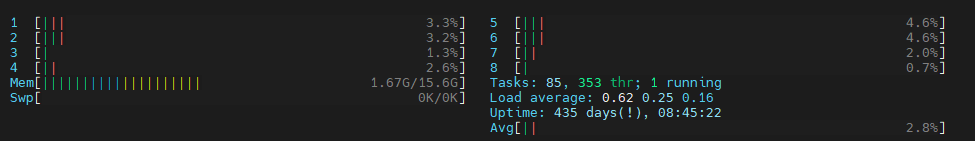 1 [||| 3.3%]
2 [||| 3.2%]
3 [| 1.3%]
4 [|| 2.6%]
Mem[|||||||||||||||||||| 1.67G/15.6G]
Swp[ 0K/0K]
5 [||| 4.6%]
6 [||| 4.6%]
7 [|| 2.0%]
8 [| 0.7%]
Tasks: 85, 353 thr; 1 running
Load average: 0.62 0.25 0.16
Uptime: 435 days(!), 08:45:22
Avg[|| 2.8%]